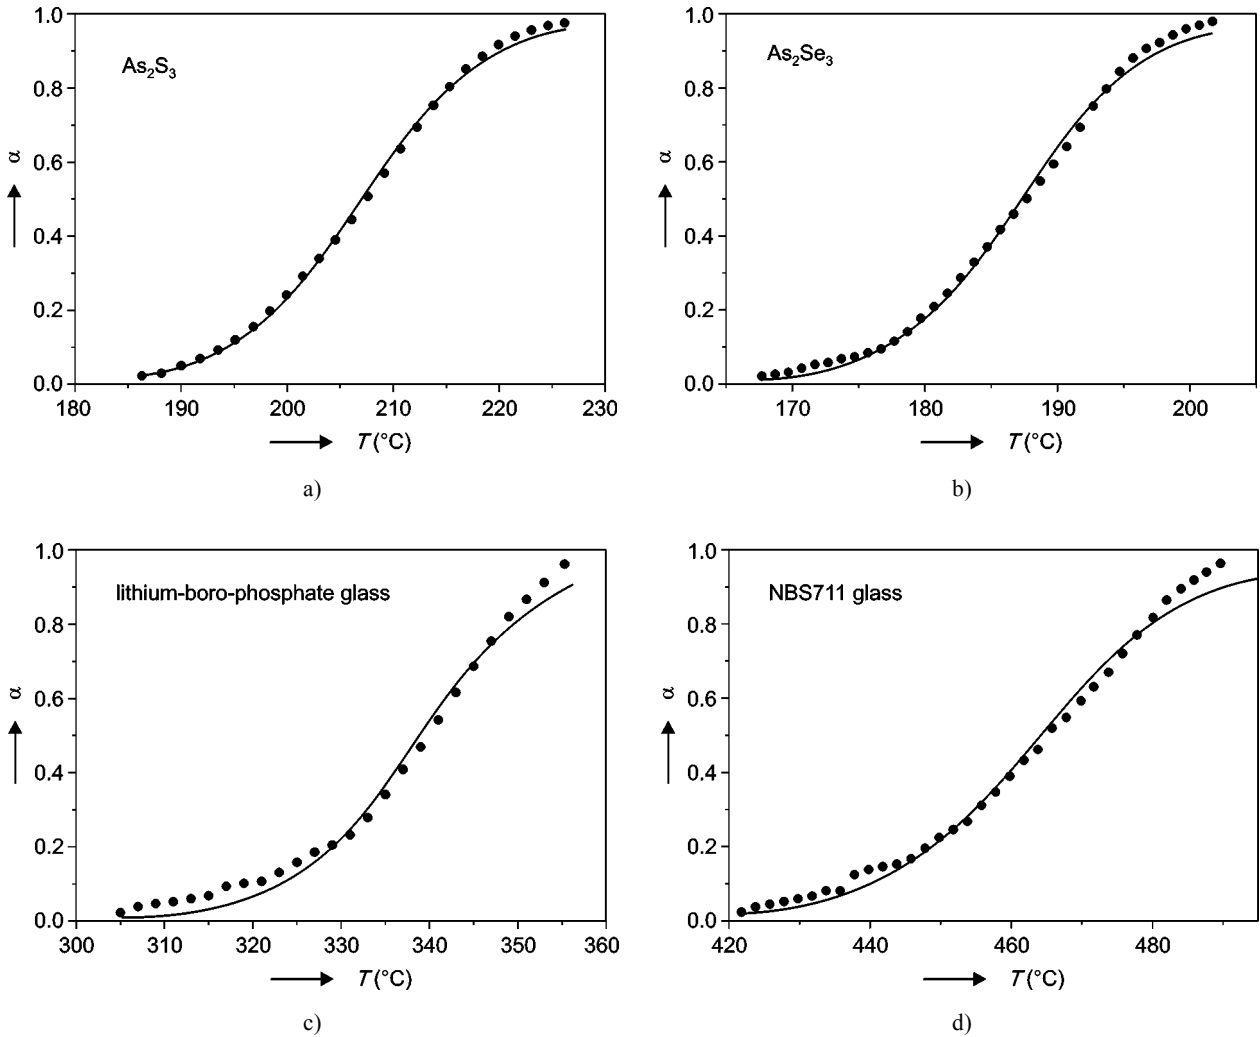 1.0
As₂S₃
0.8
0.6
α
0.4
0.2
0.0
180 190 200 210 220 230
T (°C)
a)
1.0
As₂Se₃
0.8
0.6
α
0.4
0.2
0.0
170 180 190 200
T (°C)
b)
1.0
lithium-boro-phosphate glass
0.8
0.6
α
0.4
0.2
0.0
300 310 320 330 340 350 360
T (°C)
c)
1.0
NBS711 glass
0.8
0.6
α
0.4
0.2
0.0
420 440 460 480
T (°C)
d)